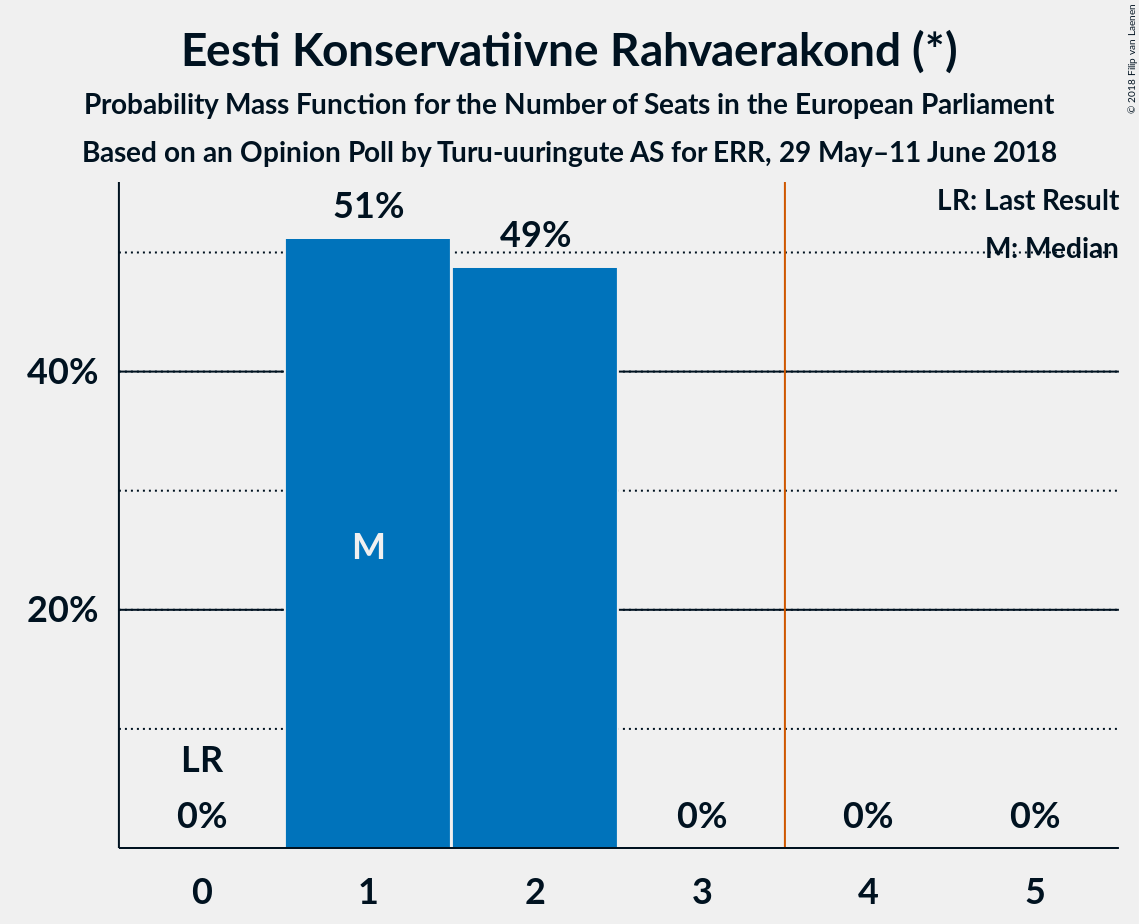 Eesti Konservatiivne Rahvaerakond (*)
Probability Mass Function for the Number of Seats in the European Parliament
Based on an Opinion Poll by Turu-uuringute AS for ERR, 29 May–11 June 2018
© 2018 Filip van Laenen
LR: Last Result
M: Median
51%
49%
40%
20%
M
LR
0%
0%
0%
0%
0 1 2 3 4 5